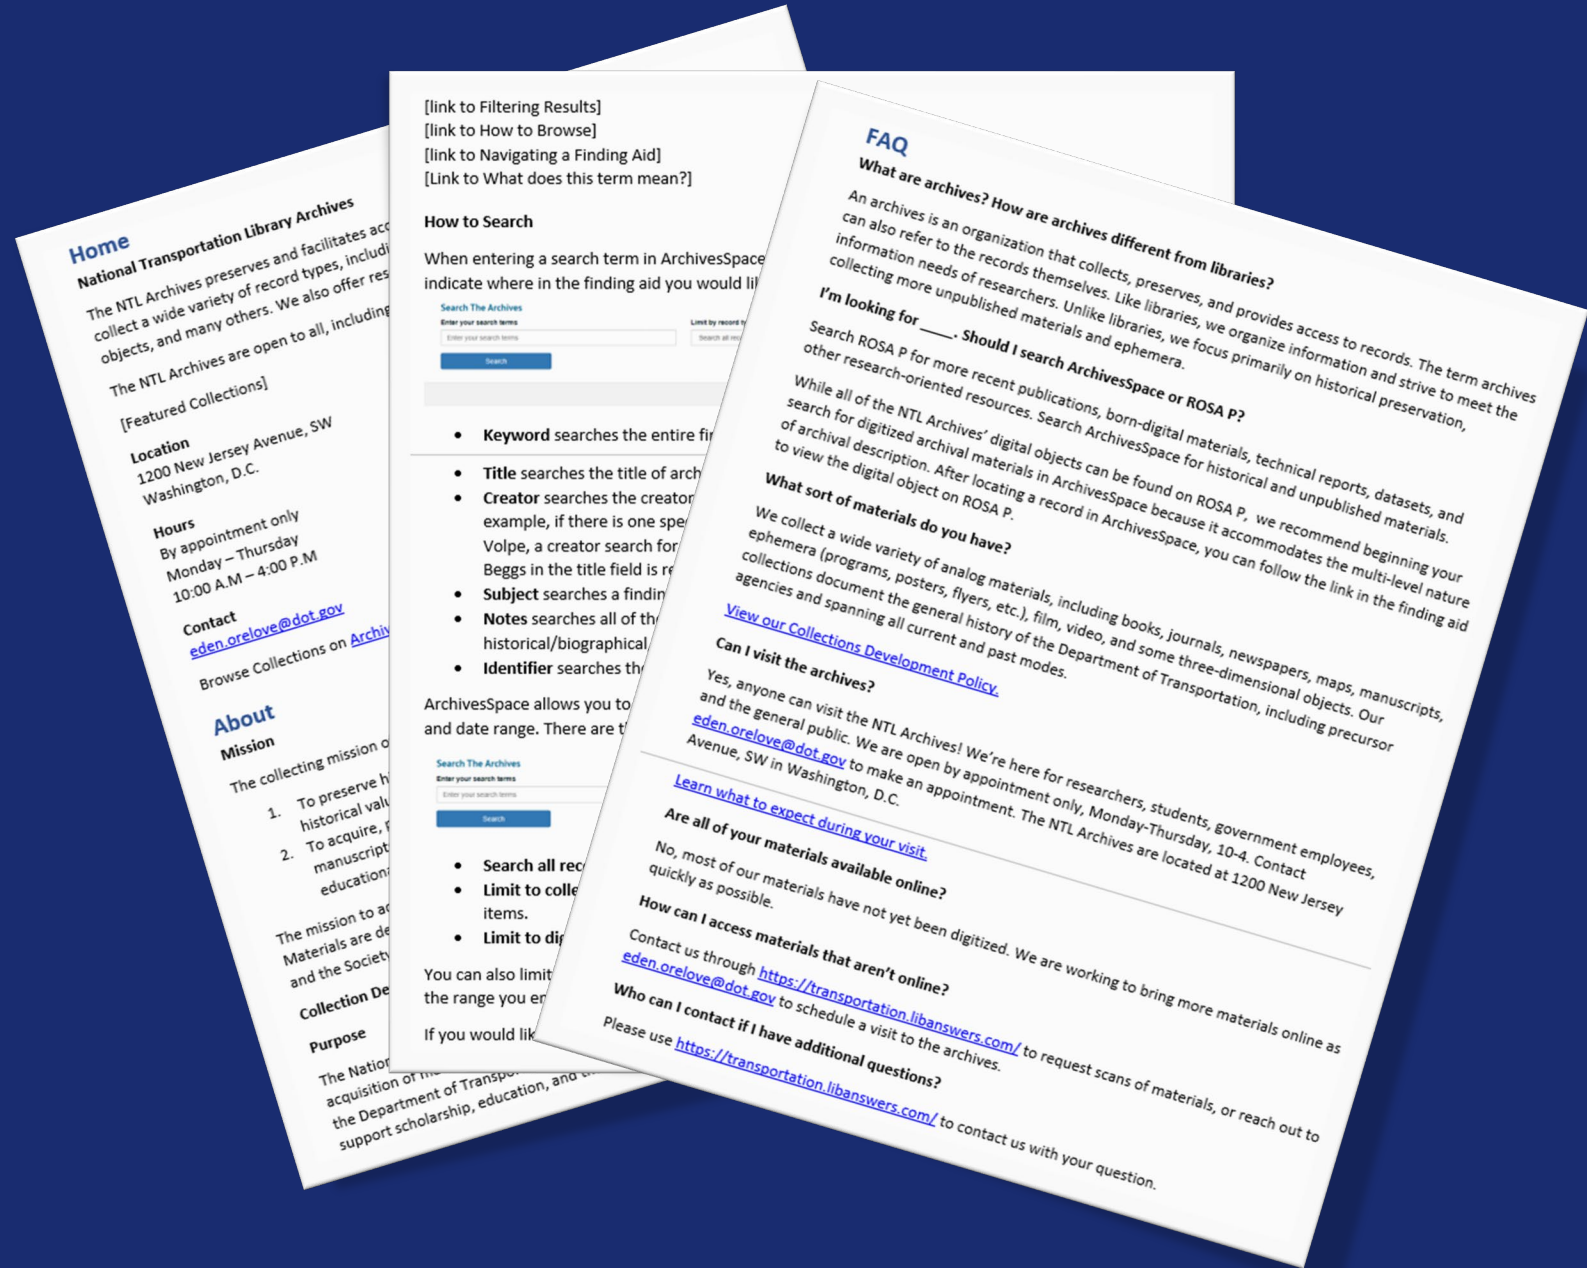 Home
National Transportation Library Archives
The NTL Archives preserves and facilitates
collect a wide variety of record types,
objects, and many others. We also offer
The NTL Archives are open to all, including
[Featured Collections]
Location
1200 New Jersey Avenue, SW
Washington, D.C.
Hours
By appointment only
Monday – Thursday
10:00 A.M – 4:00 P.M
Contact
eden.orelove@dot.gov
Browse Collections on
About
Mission
The collecting mission
1. To preserve
historical
2. To acquire,
The mission to
Materials are
and the
Collection
Purpose
The
acquisition of
the Department of
support scholarship, education, and
[link to Filtering Results]
[link to How to Browse]
[link to Navigating a Finding Aid]
[Link to What does this term mean?]
How to Search
When entering a search term in ArchivesSpace
indicate where in the finding aid you would
Search The Archives
Enter your search terms
Limit by record
Enter your search terms
Search all
Search
• Keyword searches the entire
• Title searches the title of
• Creator searches the creator
example, if there is one
Volpe, a creator search for
Beggs in the title field is
• Subject searches a
• Notes searches all of
historical/biographical
• Identifier searches
ArchivesSpace allows you to
and date range. There are
Search The Archives
Enter your search terms
Enter your search terms
Search
• Search all
• Limit to
items.
• Limit to
You can also limit
the range you
If you would
FAQ
What are archives? How are archives different from libraries?
An archives is an organization that collects, preserves, and provides access to records. The term archives
can also refer to the records themselves. Like libraries, we organize information and strive to meet the
information needs of researchers. Unlike libraries, we focus primarily on historical preservation,
collecting more unpublished materials and ephemera.
I'm looking for _____. Should I search ArchivesSpace or ROSA P?
Search ROSA P for more recent publications, born-digital materials, technical reports, datasets, and
other research-oriented resources. Search ArchivesSpace for historical and unpublished materials.
While all of the NTL Archives' digital objects can be found on ROSA P, we recommend beginning your
search for digitized archival materials in ArchivesSpace because it accommodates the multi-level nature
of archival description. After locating a record in ArchivesSpace, you can follow the link in the finding aid
to view the digital object on ROSA P.
What sort of materials do you have?
We collect a wide variety of analog materials, including books, journals, newspapers, maps, manuscripts,
ephemera (programs, posters, flyers, etc.), film, video, and some three-dimensional objects. Our
collections document the general history of the Department of Transportation, including precursor
agencies and spanning all current and past modes.
View our Collections Development Policy.
Can I visit the archives?
Yes, anyone can visit the NTL Archives! We're here for researchers, students, government employees,
and the general public. We are open by appointment only, Monday-Thursday, 10-4. Contact
eden.orelove@dot.gov to make an appointment. The NTL Archives are located at 1200 New Jersey
Avenue, SW in Washington, D.C.
Learn what to expect during your visit.
Are all of your materials available online?
No, most of our materials have not yet been digitized. We are working to bring more materials online as
quickly as possible.
How can I access materials that aren't online?
Contact us through https://transportation.libanswers.com/ to request scans of materials, or reach out to
eden.orelove@dot.gov to schedule a visit to the archives.
Who can I contact if I have additional questions?
Please use https://transportation.libanswers.com/ to contact us with your question.